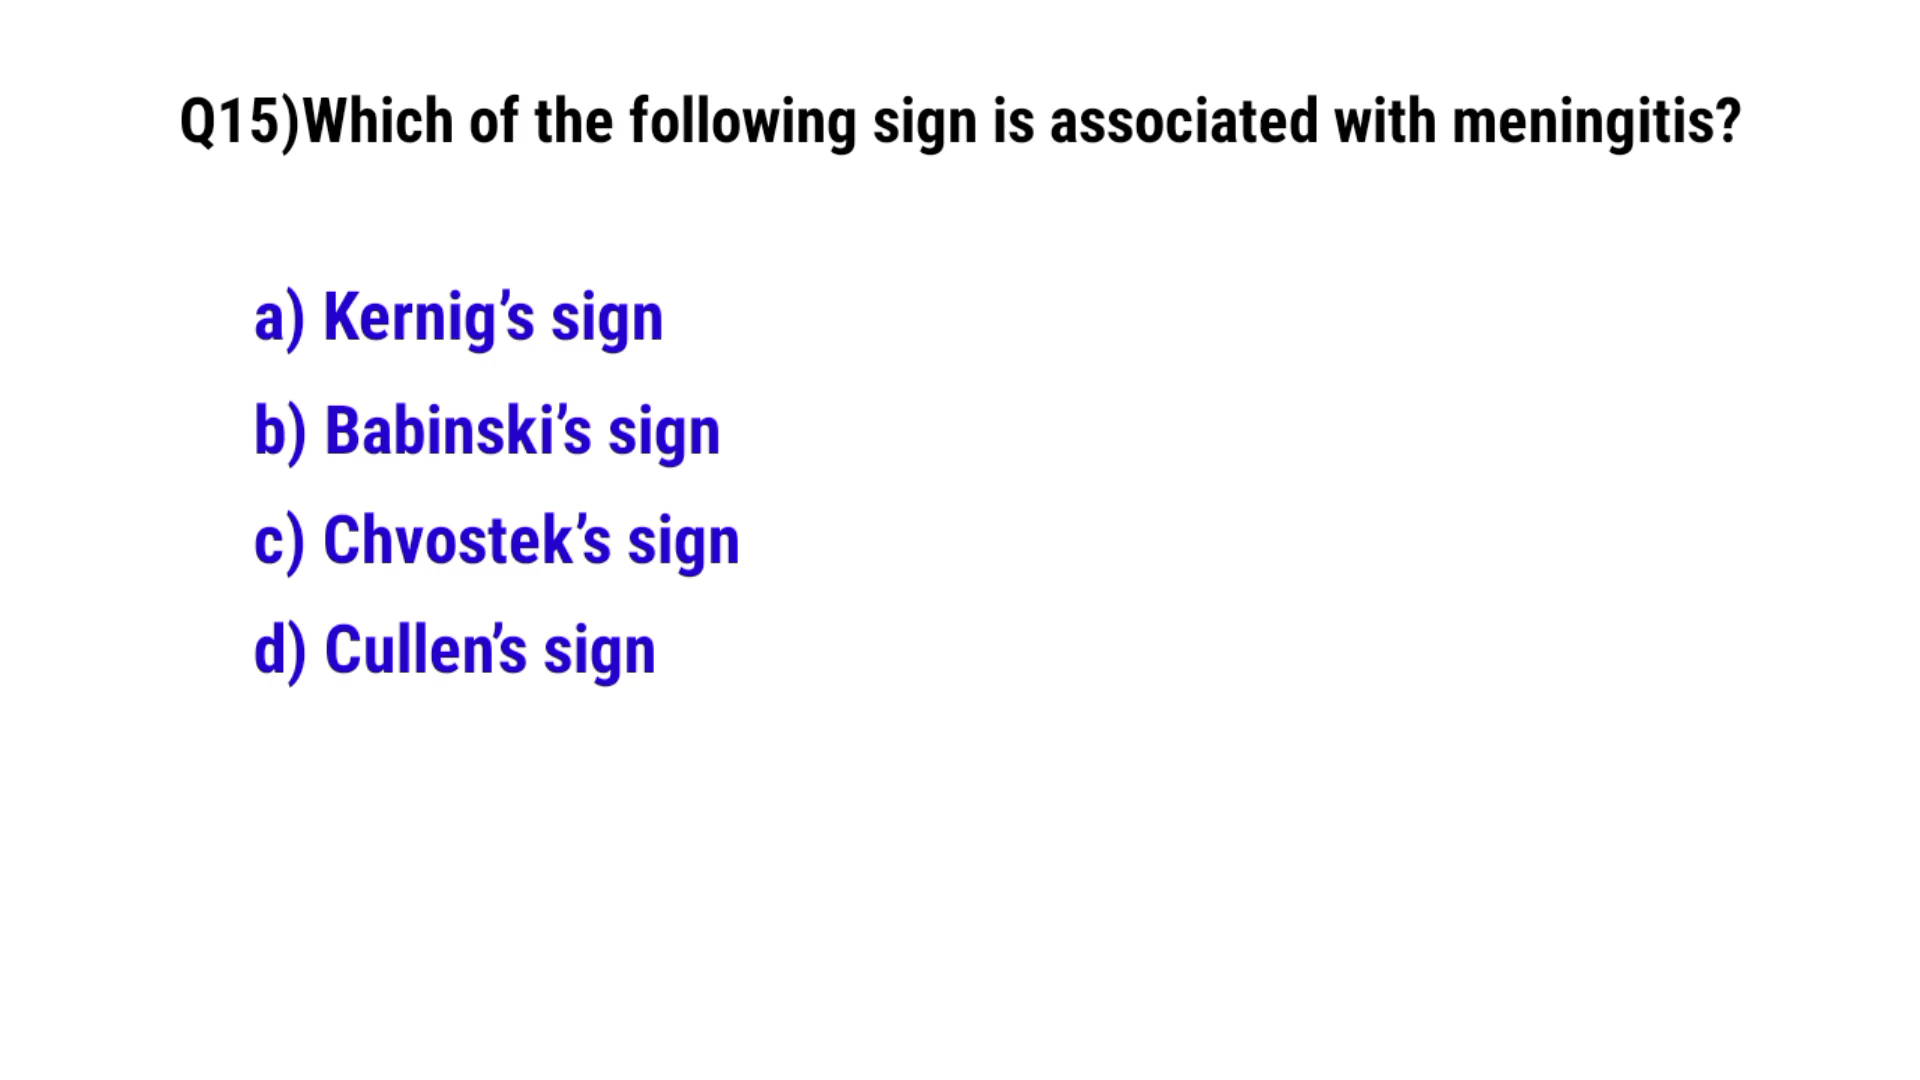 Q15)Which of the following sign is associated with meningitis?
a) Kernig’s sign
b) Babinski’s sign
c) Chvostek’s sign
d) Cullen’s sign